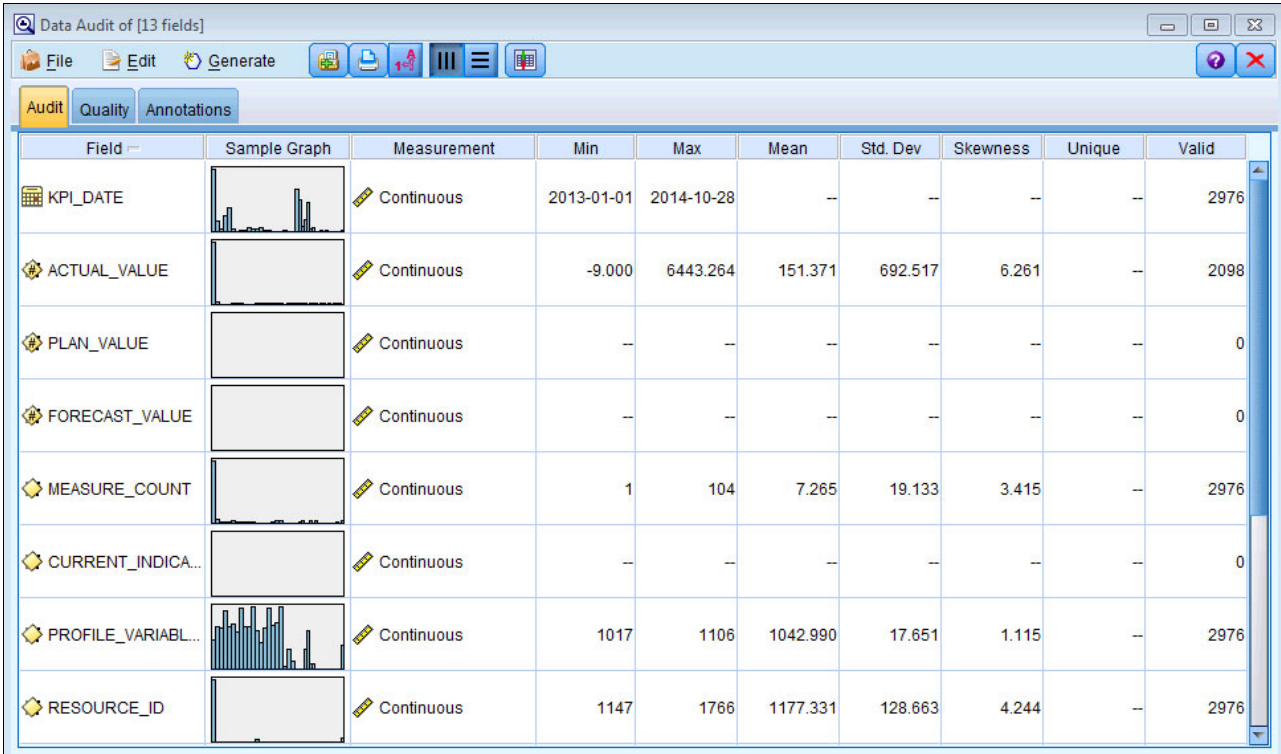 Data Audit of [13 fields]
File Edit Generate
Audit Quality Annotations
Field Sample Graph Measurement Min Max Mean Std. Dev Skewness Unique Valid
KPI_DATE Continuous 2013-01-01 2014-10-28 -- -- -- -- 2976
ACTUAL_VALUE Continuous -9.000 6443.264 151.371 692.517 6.261 -- 2098
PLAN_VALUE Continuous -- -- -- -- -- -- 0
FORECAST_VALUE Continuous -- -- -- -- -- -- 0
MEASURE_COUNT Continuous 1 104 7.265 19.133 3.415 -- 2976
CURRENT_INDICA... Continuous -- -- -- -- -- -- 0
PROFILE_VARIABL... Continuous 1017 1106 1042.990 17.651 1.115 -- 2976
RESOURCE_ID Continuous 1147 1766 1177.331 128.663 4.244 -- 2976